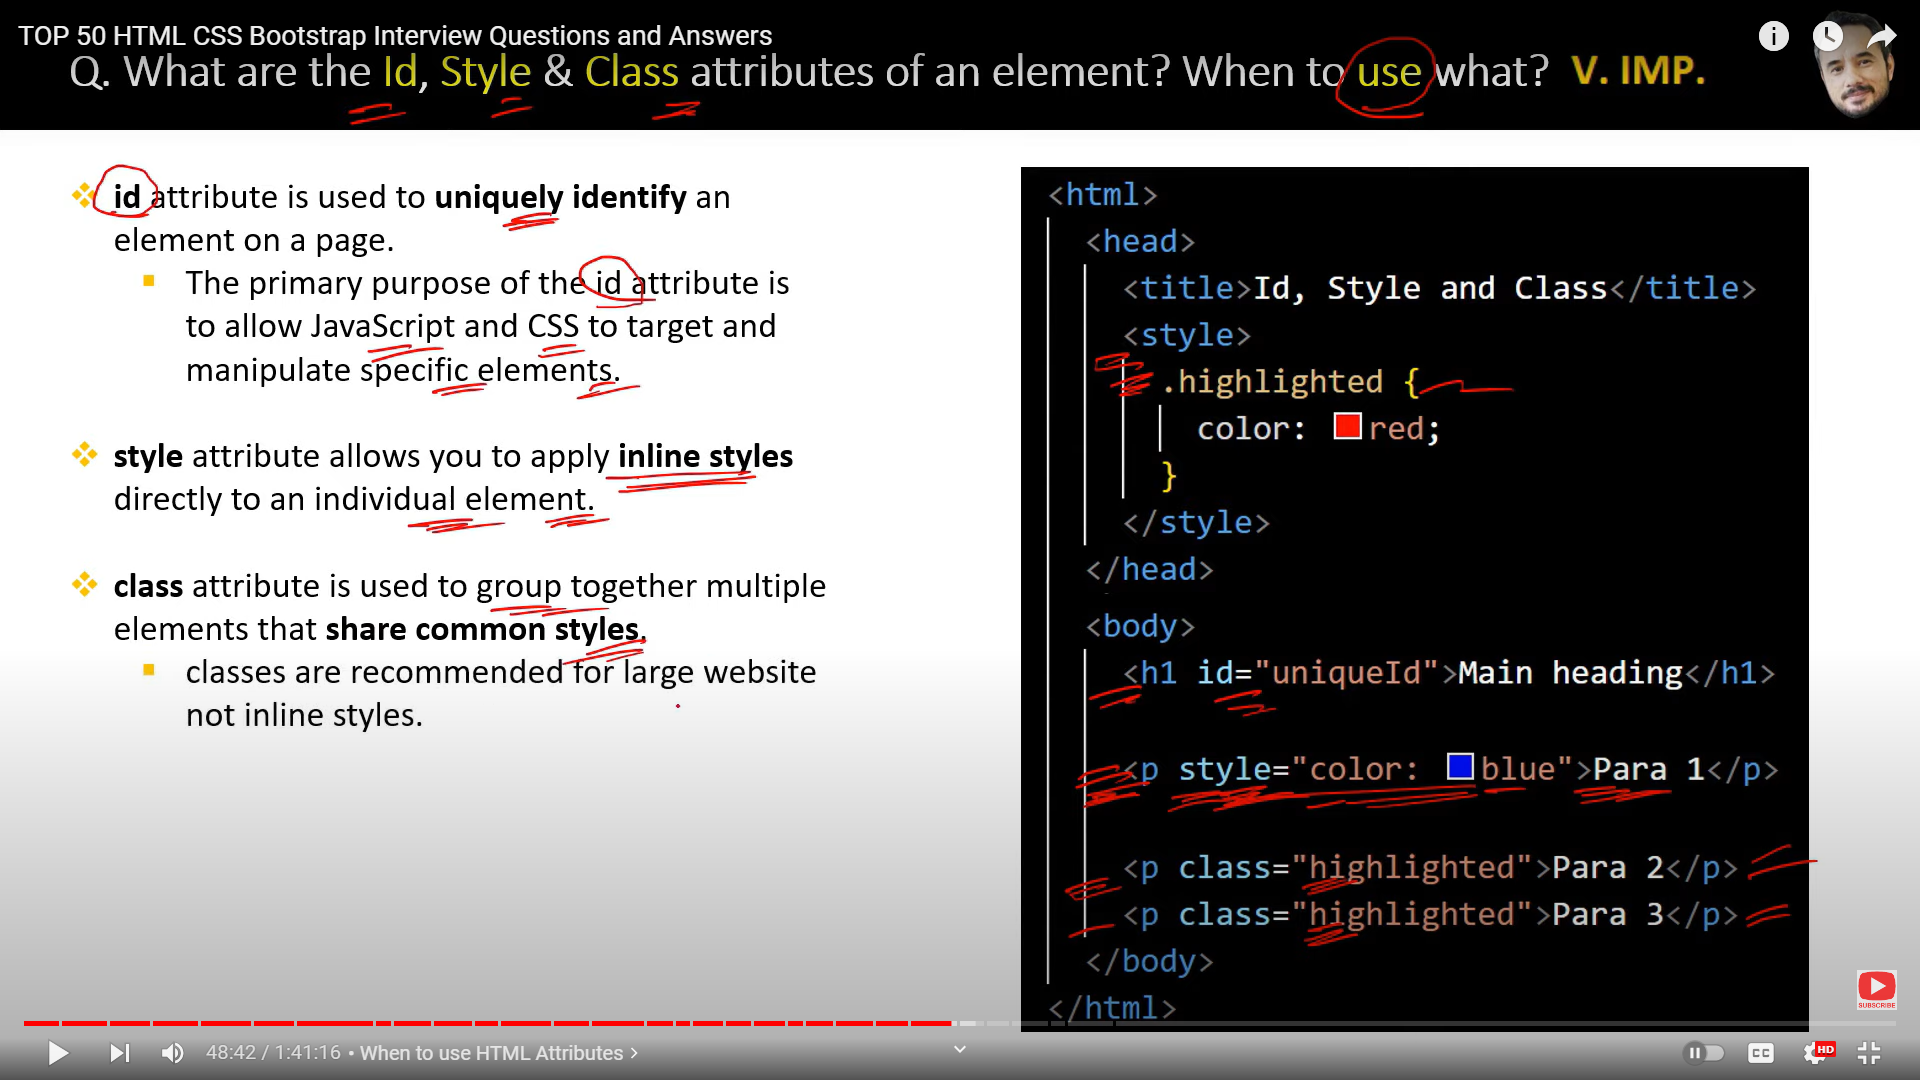 TOP 50 HTML CSS Bootstrap Interview Questions and Answers
Q. What are the Id, Style & Class attributes of an element? When to use what? V. IMP.
id attribute is used to uniquely identify an
element on a page.
The primary purpose of the id attribute is
to allow JavaScript and CSS to target and
manipulate specific elements.
style attribute allows you to apply inline styles
directly to an individual element.
class attribute is used to group together multiple
elements that share common styles.
classes are recommended for large website
not inline styles.
<html>
<head>
<title>Id, Style and Class</title>
<style>
.highlighted {
color: red;
}
</style>
</head>
<body>
<h1 id="uniqueId">Main heading</h1>
<p style="color: blue">Para 1</p>
<p class="highlighted">Para 2</p>
<p class="highlighted">Para 3</p>
</body>
</html>
SUBSCRIBE
48:42 / 1:41:16 • When to use HTML Attributes >
CC
HD